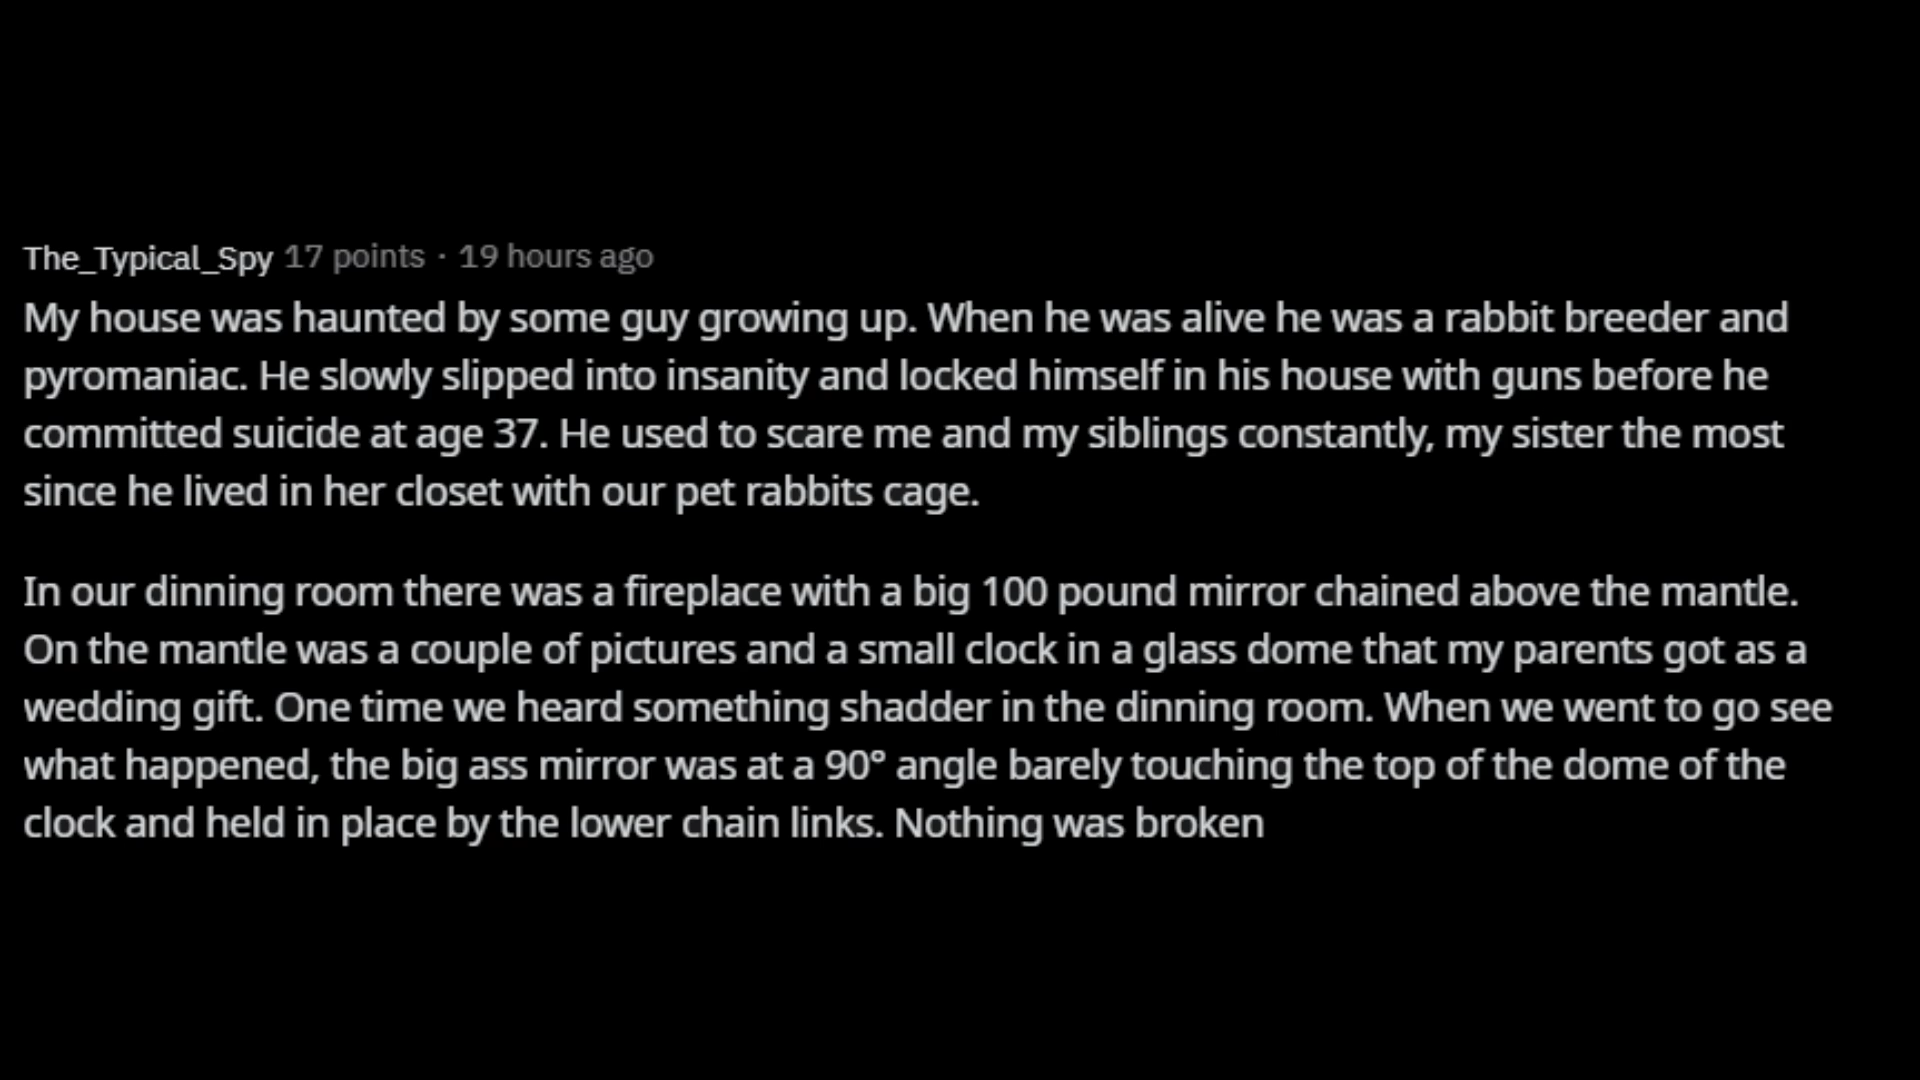 The_Typical_Spy 17 points · 19 hours ago
My house was haunted by some guy growing up. When he was alive he was a rabbit breeder and
pyromaniac. He slowly slipped into insanity and locked himself in his house with guns before he
committed suicide at age 37. He used to scare me and my siblings constantly, my sister the most
since he lived in her closet with our pet rabbits cage.
In our dinning room there was a fireplace with a big 100 pound mirror chained above the mantle.
On the mantle was a couple of pictures and a small clock in a glass dome that my parents got as a
wedding gift. One time we heard something shadder in the dinning room. When we went to go see
what happened, the big ass mirror was at a 90° angle barely touching the top of the dome of the
clock and held in place by the lower chain links. Nothing was broken